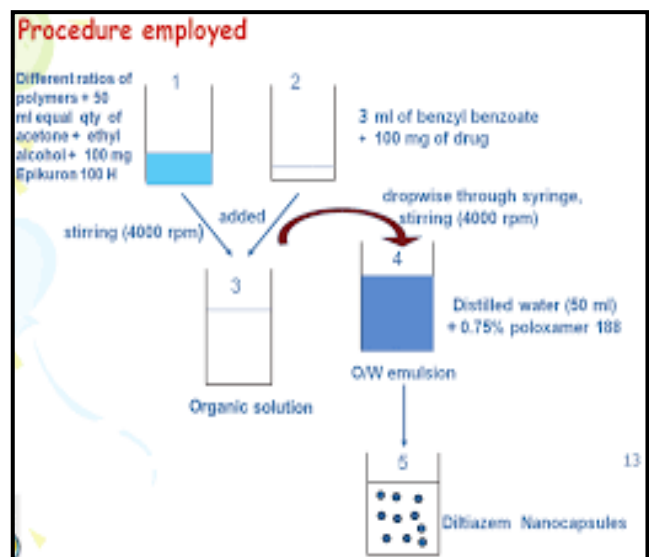 Procedure employed
Different ratios of
polymers + 50
ml equal qty of
acetone + ethyl
alcohol + 100 mg
Epikuron 100 H
1
2
3 ml of benzyl benzoate
+ 100 mg of drug
stirring (4000 rpm)
added
dropwise through syringe,
stirring (4000 rpm)
3
4
Distilled water (50 ml)
+ 0.75% poloxamer 188
Organic solution
O/W emulsion
5
Diltiazem Nanocapsules
13